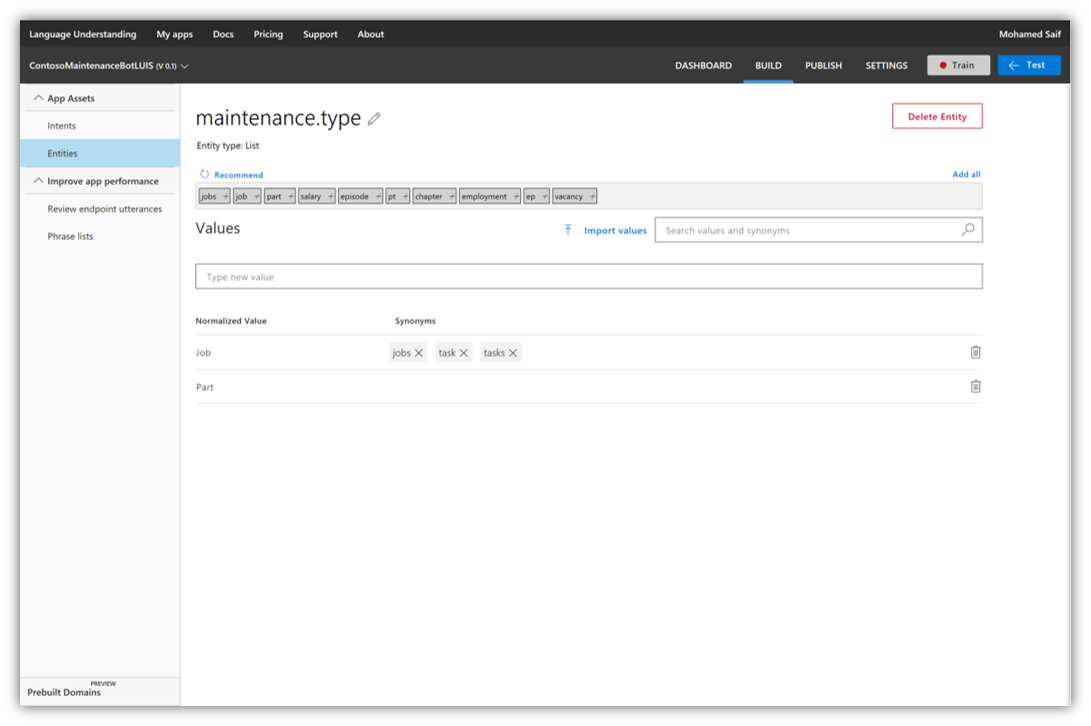 Language Understanding My apps Docs Pricing Support About Mohamed Saif
ContosoMaintenanceBotLUIS (V 0.1) DASHBOARD BUILD PUBLISH SETTINGS Train Test
App Assets
Intents
Entities
Improve app performance
Review endpoint utterances
Phrase lists
maintenance.type Delete Entity
Entity type: List
Recommend Add all
jobs + job + part + salary + episode + pt + chapter + employment + ep + vacancy +
Values Import values Search values and synonyms
Type new value
Normalized Value Synonyms
Job jobs task tasks
Part
PREVIEW
Prebuilt Domains